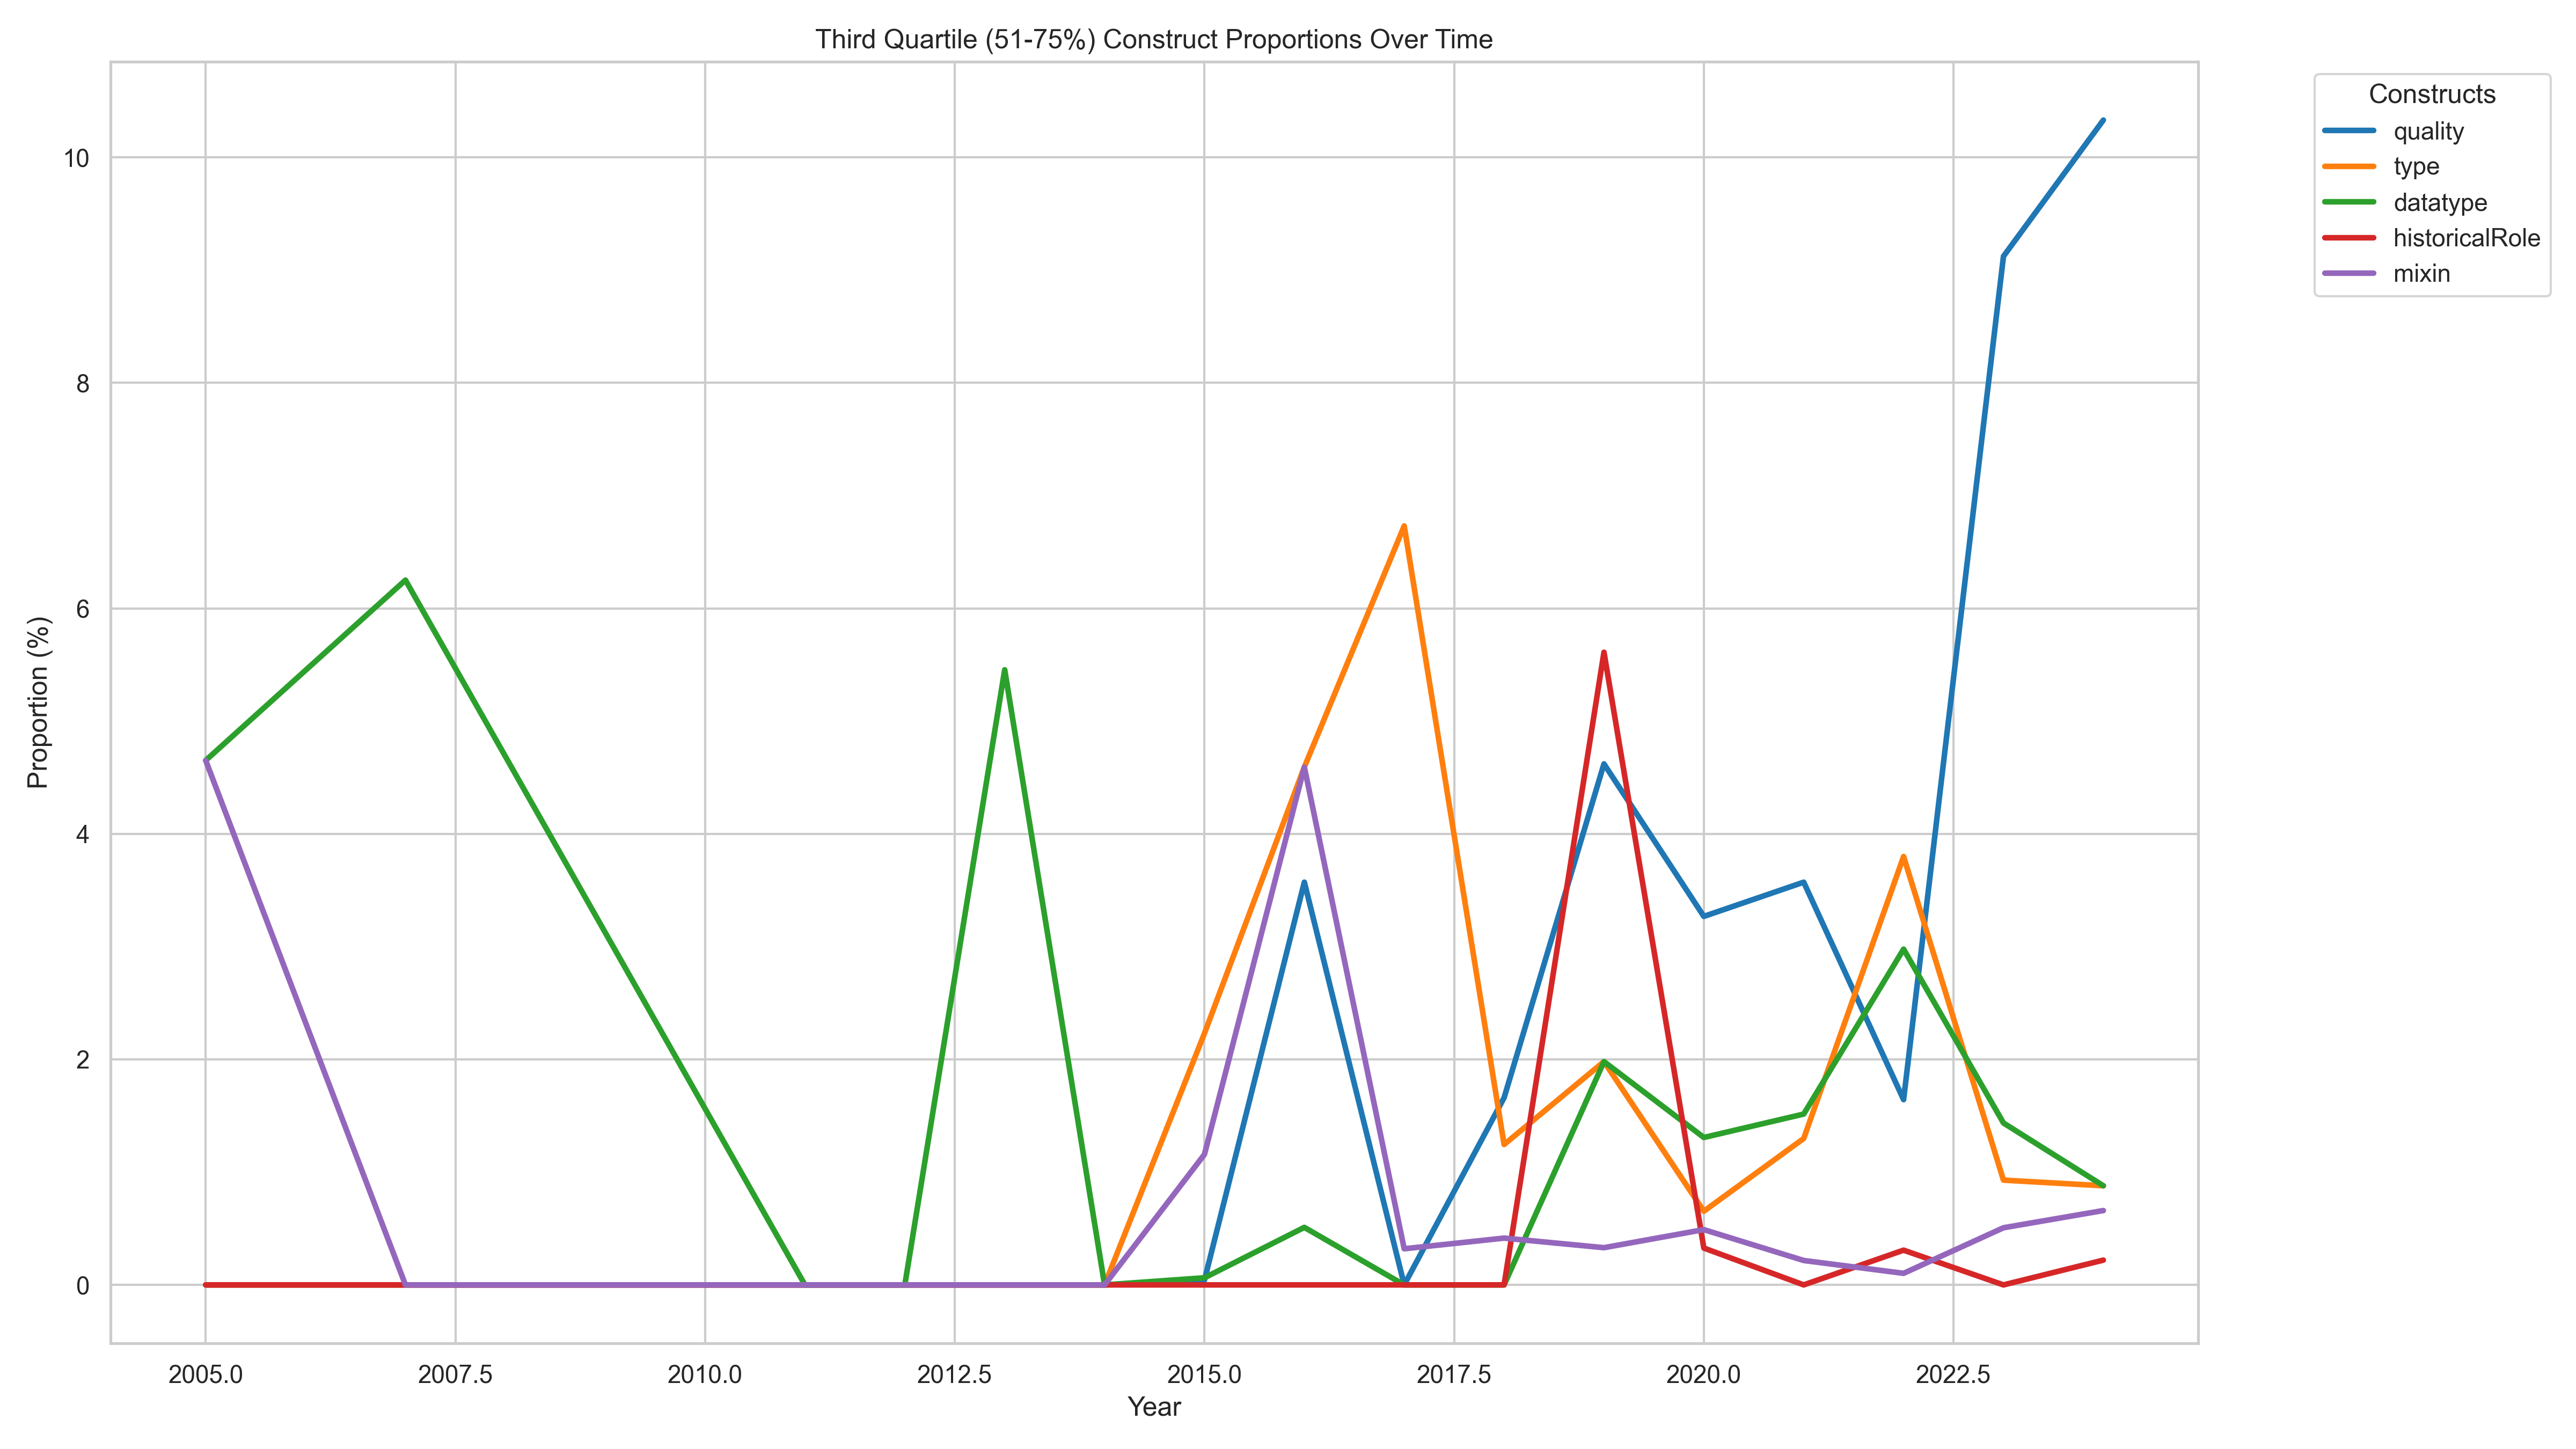 Third Quartile (51-75%) Construct Proportions Over Time
Constructs
quality
type
datatype
historicalRole
mixin
Proportion (%)
10
8
6
4
2
0
2005.0 2007.5 2010.0 2012.5 2015.0 2017.5 2020.0 2022.5
Year